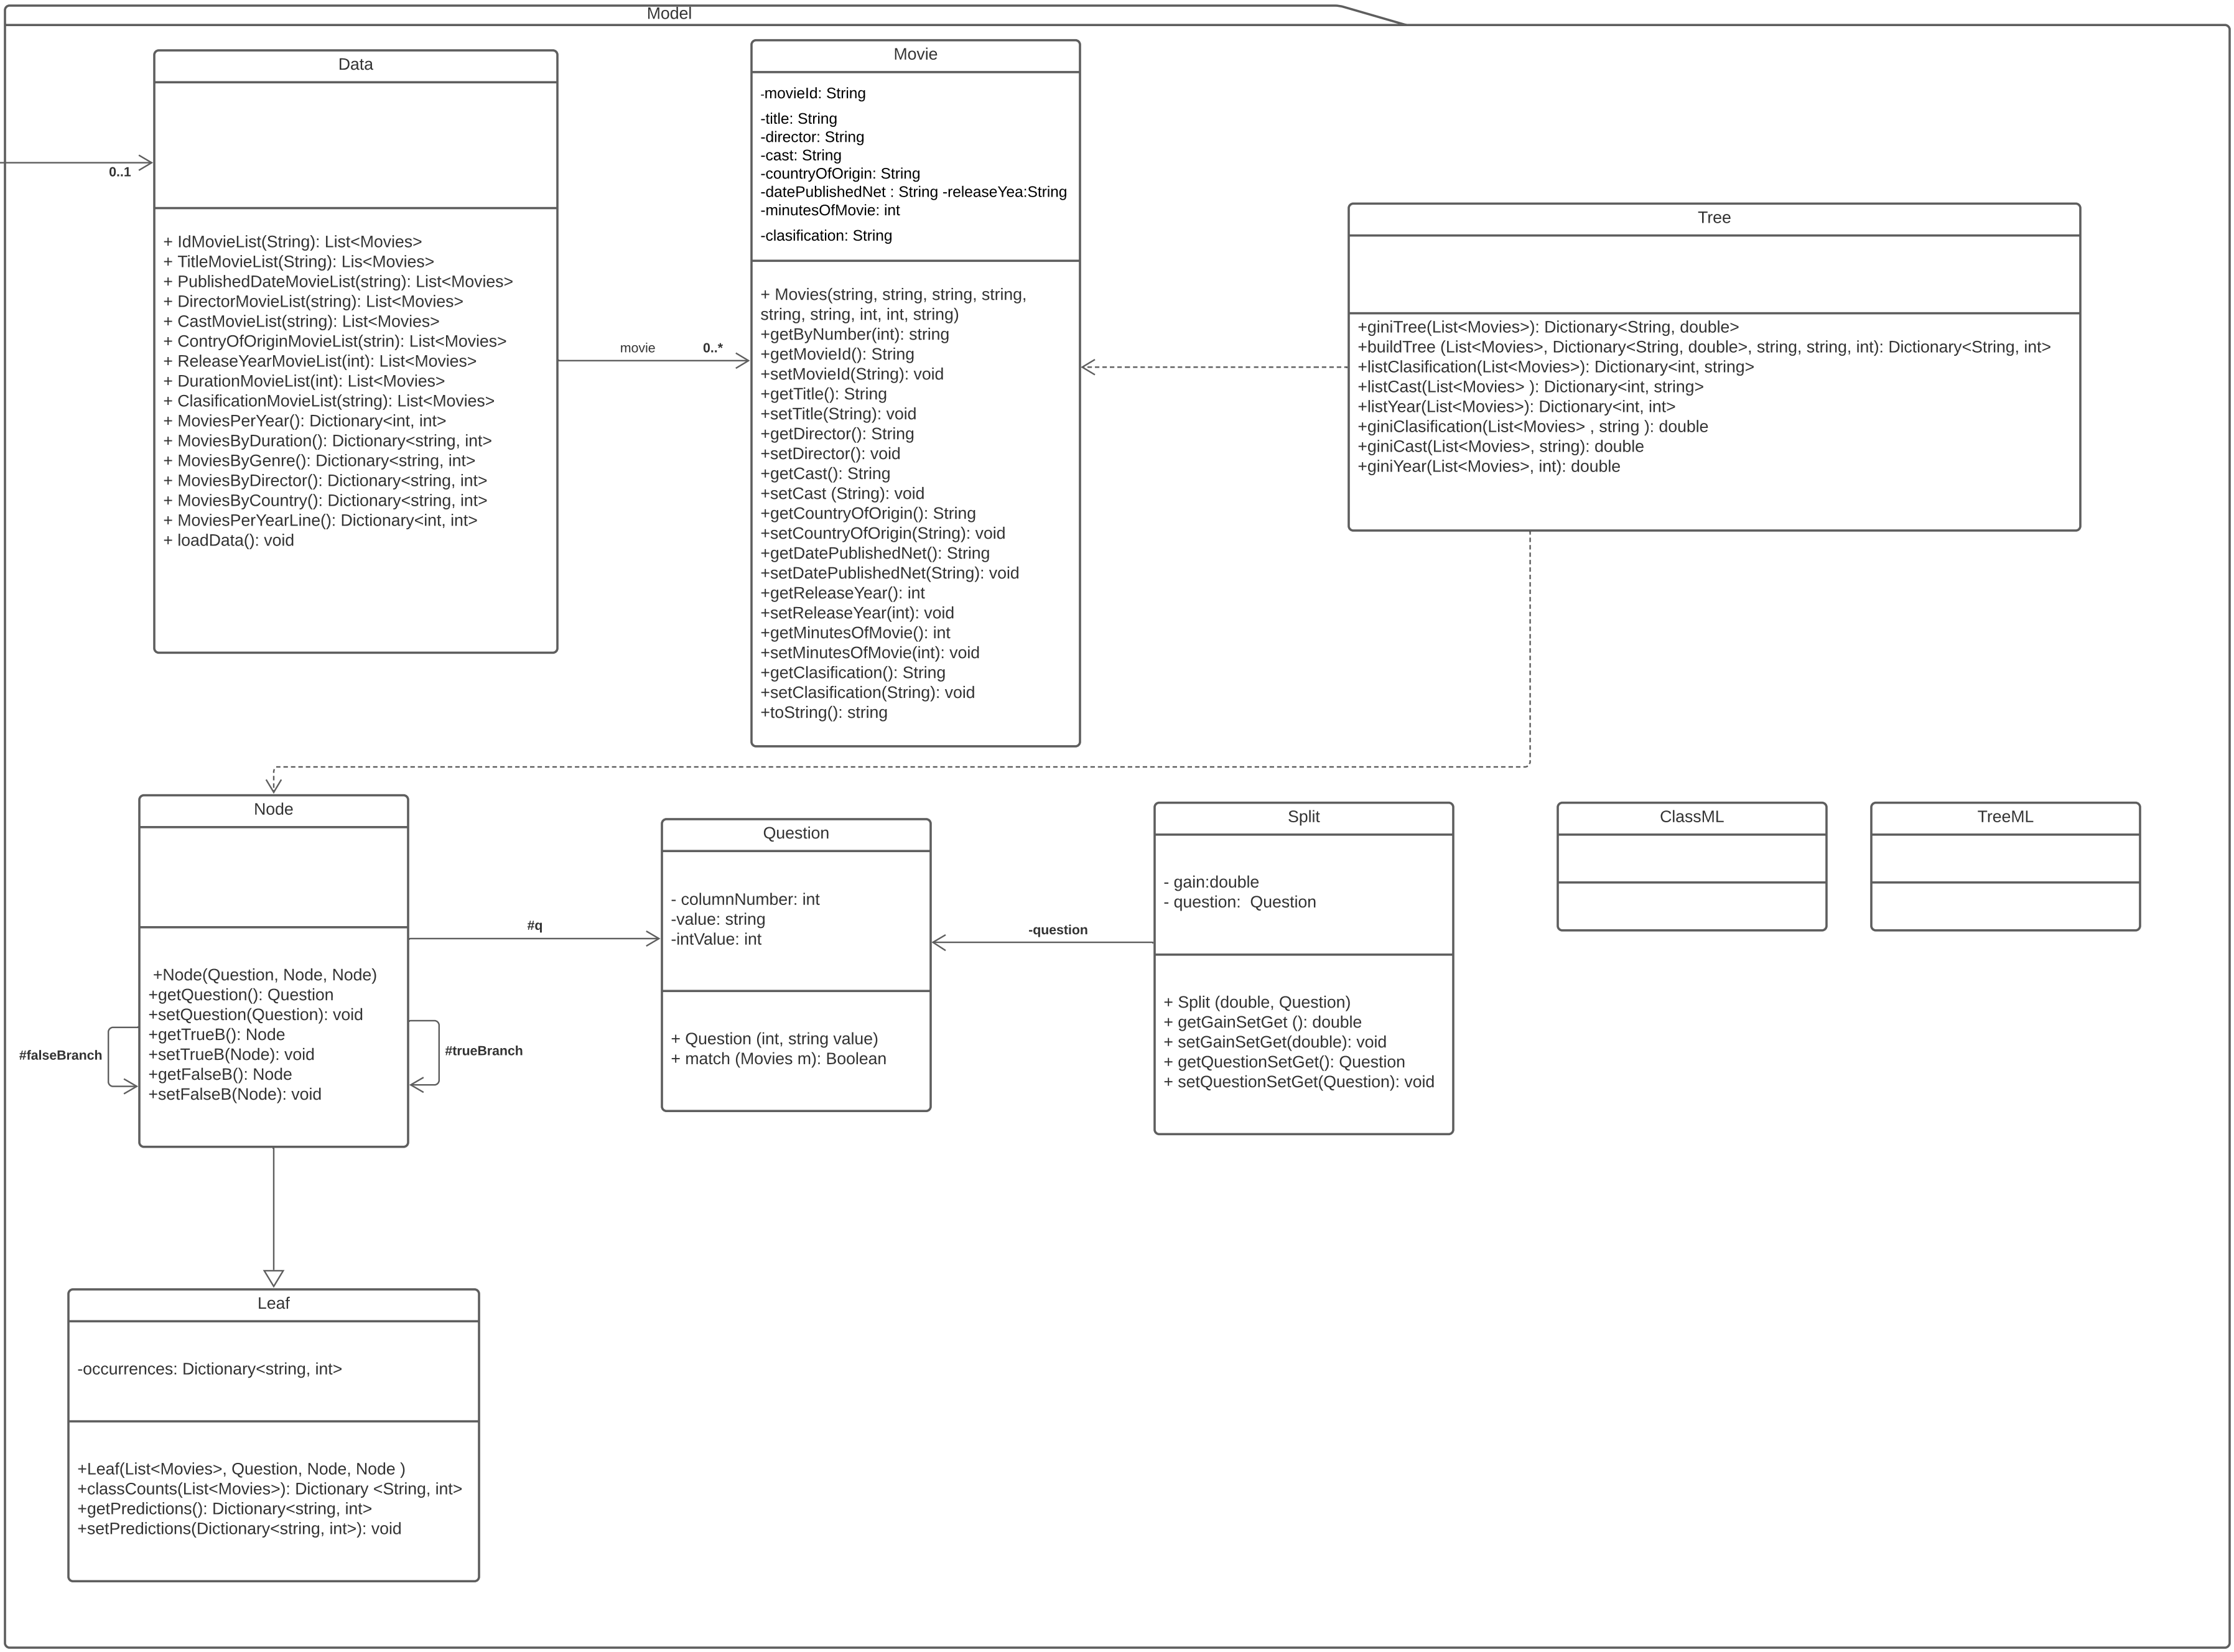 Model
Data
0..1
+ IdMovieList(String): List<Movies>
+ TitleMovieList(String): Lis<Movies>
+ PublishedDateMovieList(string): List<Movies>
+ DirectorMovieList(string): List<Movies>
+ CastMovieList(string): List<Movies>
+ ContryOfOriginMovieList(strin): List<Movies>
+ ReleaseYearMovieList(int): List<Movies>
+ DurationMovieList(int): List<Movies>
+ ClasificationMovieList(string): List<Movies>
+ MoviesPerYear(): Dictionary<int, int>
+ MoviesByDuration(): Dictionary<string, int>
+ MoviesByGenre(): Dictionary<string, int>
+ MoviesByDirector(): Dictionary<string, int>
+ MoviesByCountry(): Dictionary<string, int>
+ MoviesPerYearLine(): Dictionary<int, int>
+ loadData(): void
movie
0..*
Movie
-movieId: String
-title: String
-director: String
-cast: String
-countryOfOrigin: String
-datePublishedNet : String -releaseYea:String
-minutesOfMovie: int
-clasification: String
+ Movies(string, string, string, string,
string, string, int, int, string)
+getByNumber(int): string
+getMovieId(): String
+setMovieId(String): void
+getTitle(): String
+setTitle(String): void
+getDirector(): String
+setDirector(): void
+getCast(): String
+setCast (String): void
+getCountryOfOrigin(): String
+setCountryOfOrigin(String): void
+getDatePublishedNet(): String
+setDatePublishedNet(String): void
+getReleaseYear(): int
+setReleaseYear(int): void
+getMinutesOfMovie(): int
+setMinutesOfMovie(int): void
+getClasification(): String
+setClasification(String): void
+toString(): string
Tree
+giniTree(List<Movies>): Dictionary<String, double>
+buildTree (List<Movies>, Dictionary<String, double>, string, string, int): Dictionary<String, int>
+listClasification(List<Movies>): Dictionary<int, string>
+listCast(List<Movies> ): Dictionary<int, string>
+listYear(List<Movies>): Dictionary<int, int>
+giniClasification(List<Movies> , string ): double
+giniCast(List<Movies>, string): double
+giniYear(List<Movies>, int): double
Node
+Node(Question, Node, Node)
+getQuestion(): Question
+setQuestion(Question): void
+getTrueB(): Node
+setTrueB(Node): void
+getFalseB(): Node
+setFalseB(Node): void
#falseBranch
#trueBranch
#q
Question
- columnNumber: int
-value: string
-intValue: int
+ Question (int, string value)
+ match (Movies m): Boolean
-question
Split
- gain:double
- question:  Question
+ Split (double, Question)
+ getGainSetGet (): double
+ setGainSetGet(double): void
+ getQuestionSetGet(): Question
+ setQuestionSetGet(Question): void
ClassML
TreeML
Leaf
-occurrences: Dictionary<string, int>
+Leaf(List<Movies>, Question, Node, Node )
+classCounts(List<Movies>): Dictionary <String, int>
+getPredictions(): Dictionary<string, int>
+setPredictions(Dictionary<string, int>): void